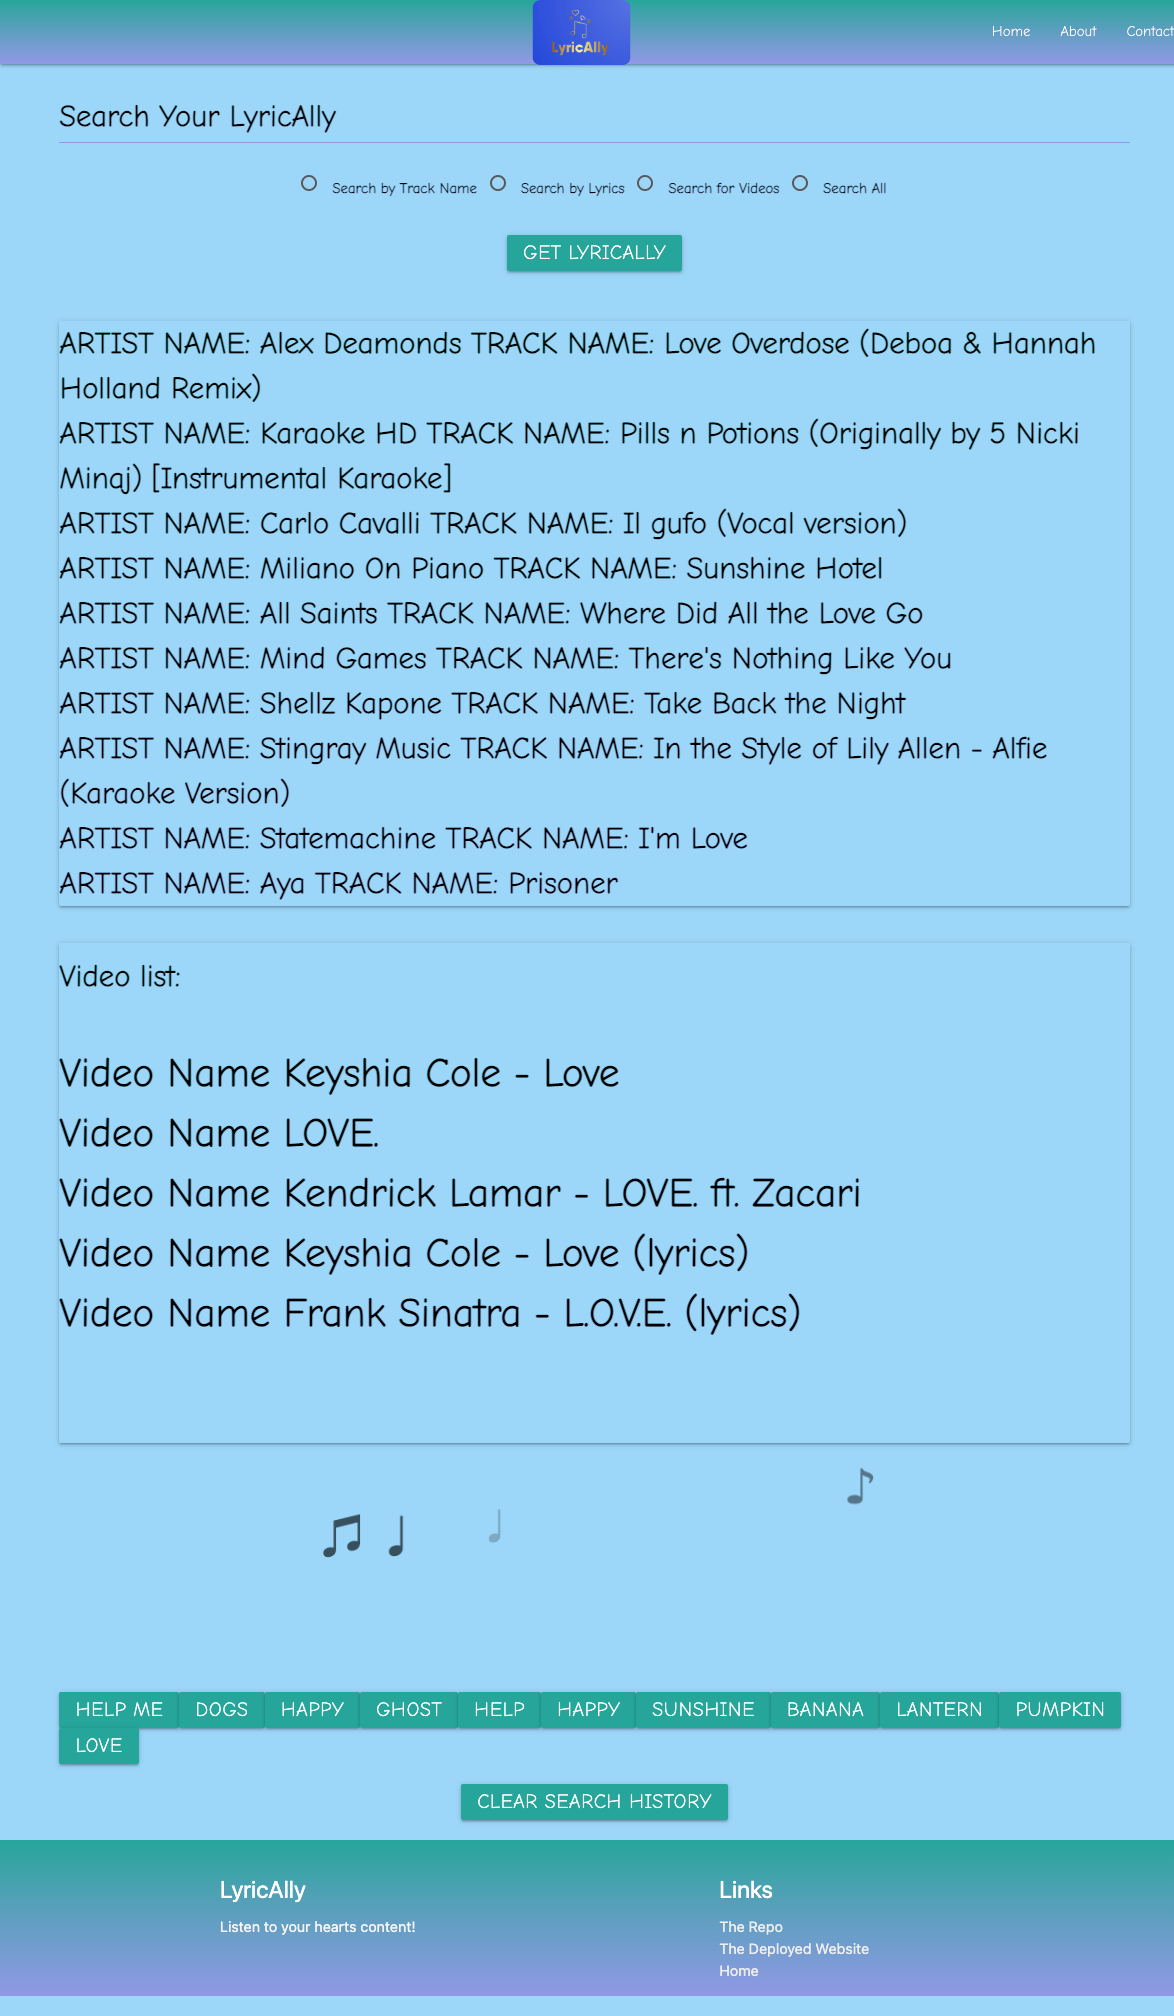 LyricAlly
Home About Contact
Search Your LyricAlly
Search by Track Name Search by Lyrics Search for Videos Search All
GET LYRICALLY
ARTIST NAME: Alex Deamonds TRACK NAME: Love Overdose (Deboa & Hannah
Holland Remix)
ARTIST NAME: Karaoke HD TRACK NAME: Pills n Potions (Originally by 5 Nicki
Minaj) [Instrumental Karaoke]
ARTIST NAME: Carlo Cavalli TRACK NAME: Il gufo (Vocal version)
ARTIST NAME: Miliano On Piano TRACK NAME: Sunshine Hotel
ARTIST NAME: All Saints TRACK NAME: Where Did All the Love Go
ARTIST NAME: Mind Games TRACK NAME: There's Nothing Like You
ARTIST NAME: Shellz Kapone TRACK NAME: Take Back the Night
ARTIST NAME: Stingray Music TRACK NAME: In the Style of Lily Allen - Alfie
(Karaoke Version)
ARTIST NAME: Statemachine TRACK NAME: I'm Love
ARTIST NAME: Aya TRACK NAME: Prisoner
Video list:
Video Name Keyshia Cole - Love
Video Name LOVE.
Video Name Kendrick Lamar - LOVE. ft. Zacari
Video Name Keyshia Cole - Love (lyrics)
Video Name Frank Sinatra - L.O.V.E. (lyrics)
HELP ME DOGS HAPPY GHOST HELP HAPPY SUNSHINE BANANA LANTERN PUMPKIN
LOVE
CLEAR SEARCH HISTORY
LyricAlly
Listen to your hearts content!
Links
The Repo
The Deployed Website
Home